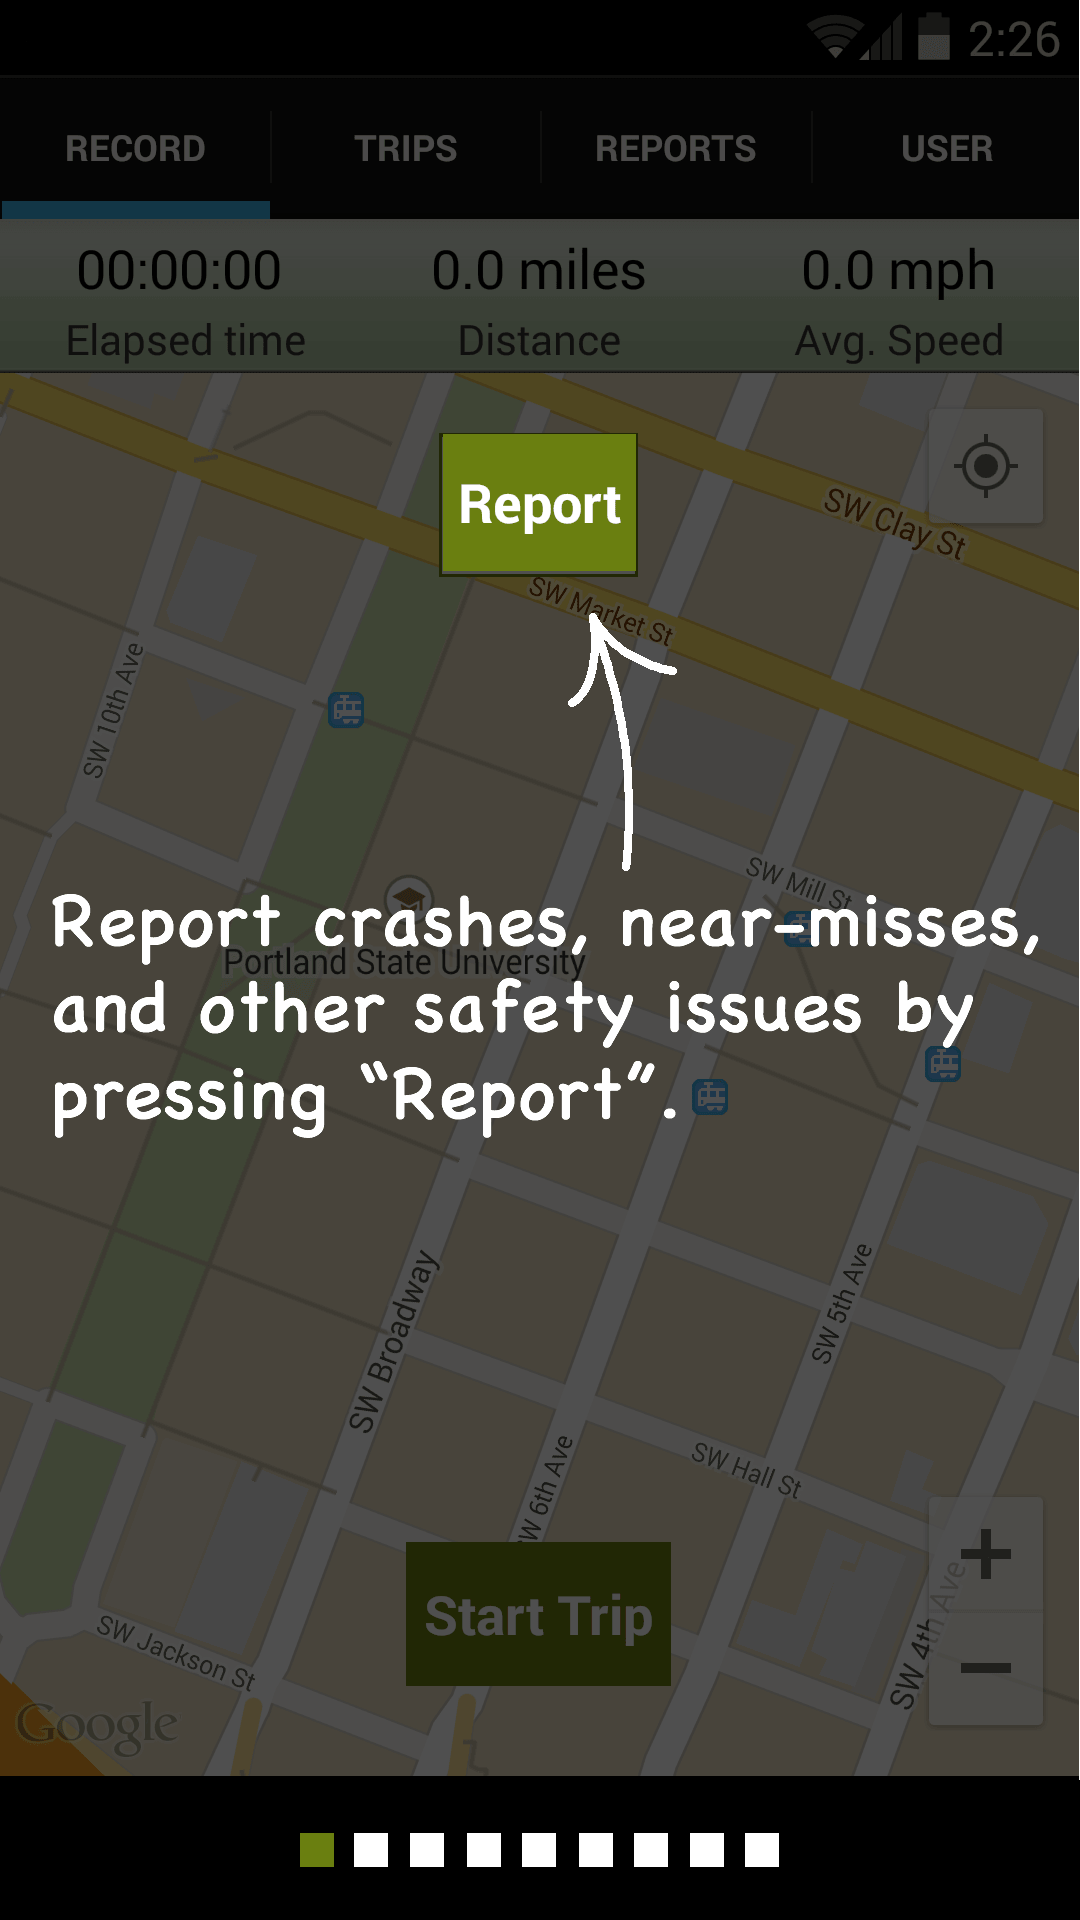 2:26
RECORD TRIPS REPORTS USER
00:00:00 0.0 miles 0.0 mph
Elapsed time Distance Avg. Speed
Report
SW Clay St
SW Market St
SW 10th Ave
SW Mill St
Report crashes, near-misses,
Portland State University
and other safety issues by
pressing “Report”.
SW Broadway
SW 5th Ave
SW 6th Ave
SW Hall St
Start Trip
+
SW 4th Ave
SW Jackson St
−
Google